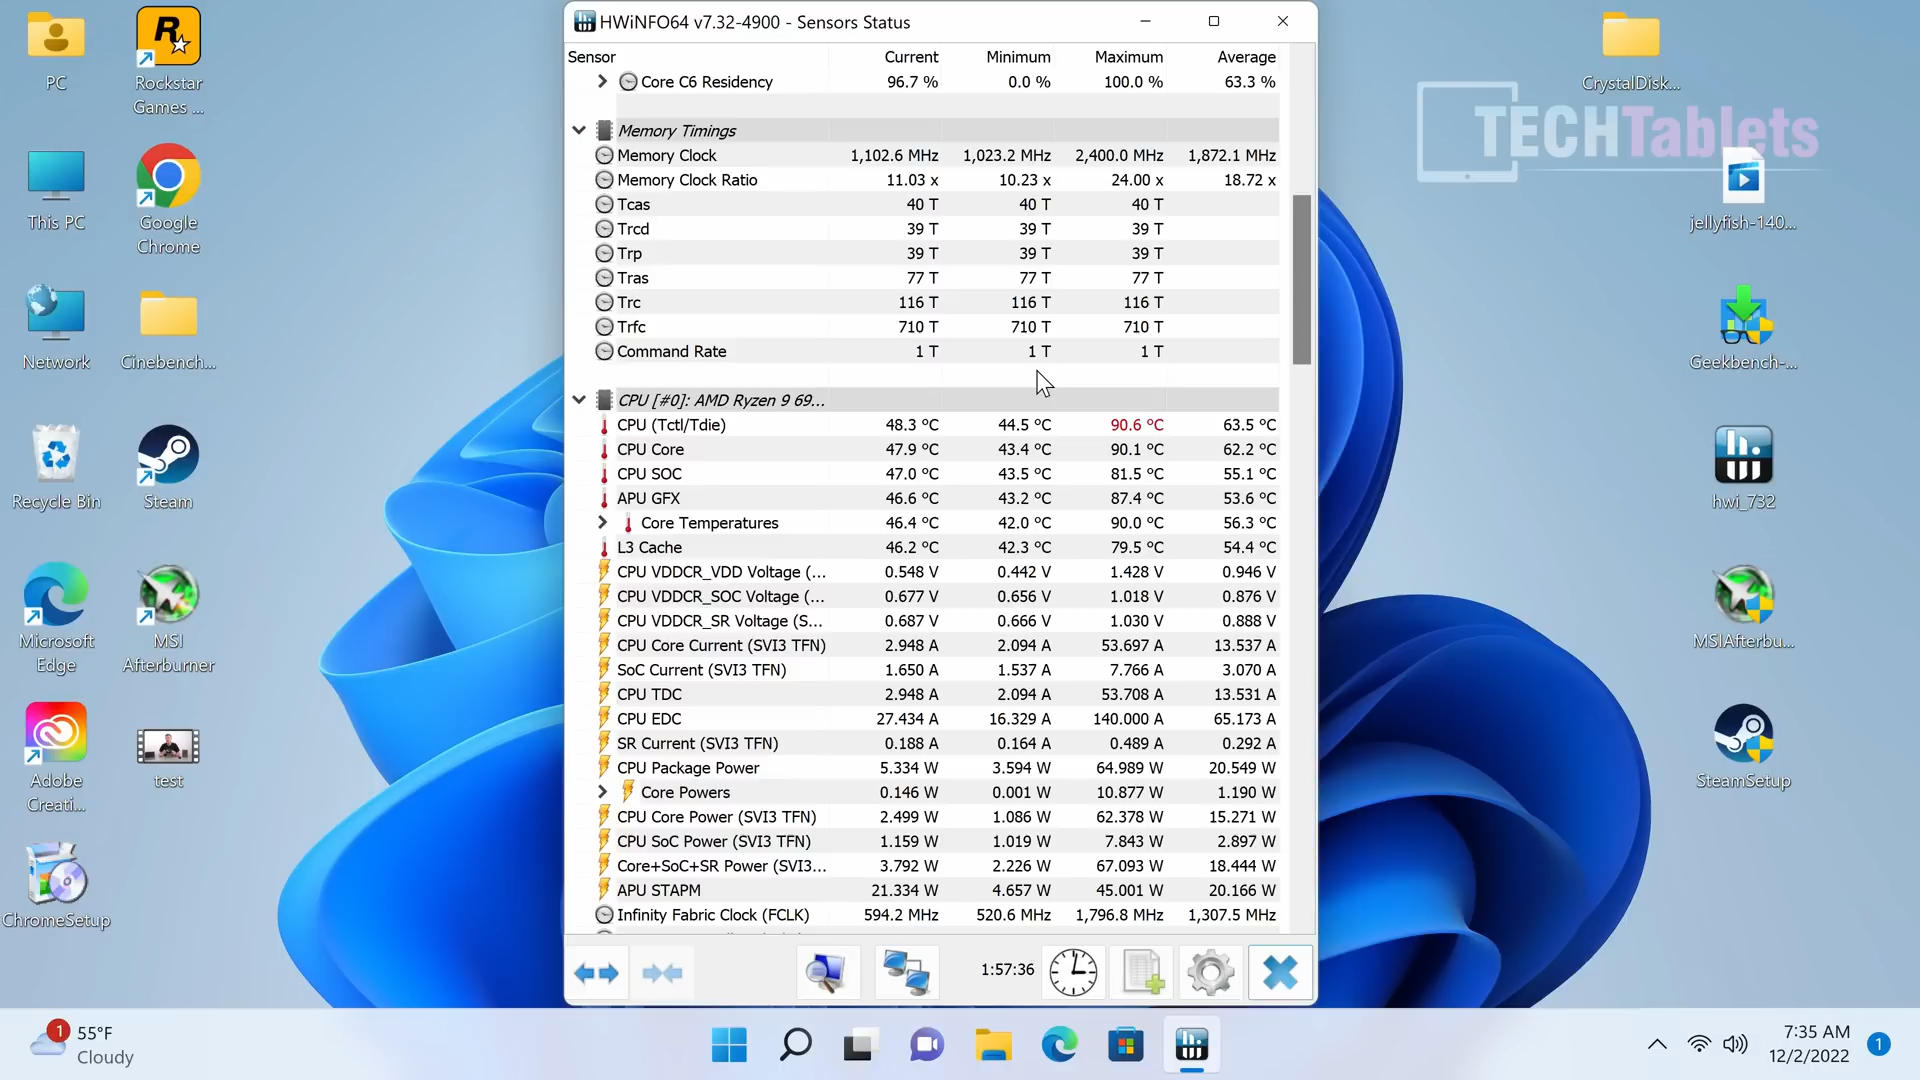 HWiNFO64 v7.32-4900 - Sensors Status
Sensor Current Minimum Maximum Average
Core C6 Residency 96.7 % 0.0 % 100.0 % 63.3 %
Memory Timings
Memory Clock 1,102.6 MHz 1,023.2 MHz 2,400.0 MHz 1,872.1 MHz
Memory Clock Ratio 11.03 x 10.23 x 24.00 x 18.72 x
Tcas 40 T 40 T 40 T
Trcd 39 T 39 T 39 T
Trp 39 T 39 T 39 T
Tras 77 T 77 T 77 T
Trc 116 T 116 T 116 T
Trfc 710 T 710 T 710 T
Command Rate 1 T 1 T 1 T
CPU [#0]: AMD Ryzen 9 69...
CPU (Tctl/Tdie) 48.3 °C 44.5 °C 90.6 °C 63.5 °C
CPU Core 47.9 °C 43.4 °C 90.1 °C 62.2 °C
CPU SOC 47.0 °C 43.5 °C 81.5 °C 55.1 °C
APU GFX 46.6 °C 43.2 °C 87.4 °C 53.6 °C
Core Temperatures 46.4 °C 42.0 °C 90.0 °C 56.3 °C
L3 Cache 46.2 °C 42.3 °C 79.5 °C 54.4 °C
CPU VDDCR_VDD Voltage (... 0.548 V 0.442 V 1.428 V 0.946 V
CPU VDDCR_SOC Voltage (... 0.677 V 0.656 V 1.018 V 0.876 V
CPU VDDCR_SR Voltage (S... 0.687 V 0.666 V 1.030 V 0.888 V
CPU Core Current (SVI3 TFN) 2.948 A 2.094 A 53.697 A 13.537 A
SoC Current (SVI3 TFN) 1.650 A 1.537 A 7.766 A 3.070 A
CPU TDC 2.948 A 2.094 A 53.708 A 13.531 A
CPU EDC 27.434 A 16.329 A 140.000 A 65.173 A
SR Current (SVI3 TFN) 0.188 A 0.164 A 0.489 A 0.292 A
CPU Package Power 5.334 W 3.594 W 64.989 W 20.549 W
Core Powers 0.146 W 0.001 W 10.877 W 1.190 W
CPU Core Power (SVI3 TFN) 2.499 W 1.086 W 62.378 W 15.271 W
CPU SoC Power (SVI3 TFN) 1.159 W 1.019 W 7.843 W 2.897 W
Core+SoC+SR Power (SVI3... 3.792 W 2.226 W 67.093 W 18.444 W
APU STAPM 21.334 W 4.657 W 45.001 W 20.166 W
Infinity Fabric Clock (FCLK) 594.2 MHz 520.6 MHz 1,796.8 MHz 1,307.5 MHz
1:57:36
PC
Rockstar
Games ...
This PC
Google
Chrome
Network
Cinebench...
Recycle Bin
Steam
Microsoft
Edge
MSI
Afterburner
Adobe
Creati...
test
ChromeSetup
CrystalDisk...
TECHTablets
jellyfish-140...
Geekbench-...
hwi_732
MSIAfterbu...
SteamSetup
1
55°F
Cloudy
7:35 AM
12/2/2022
1